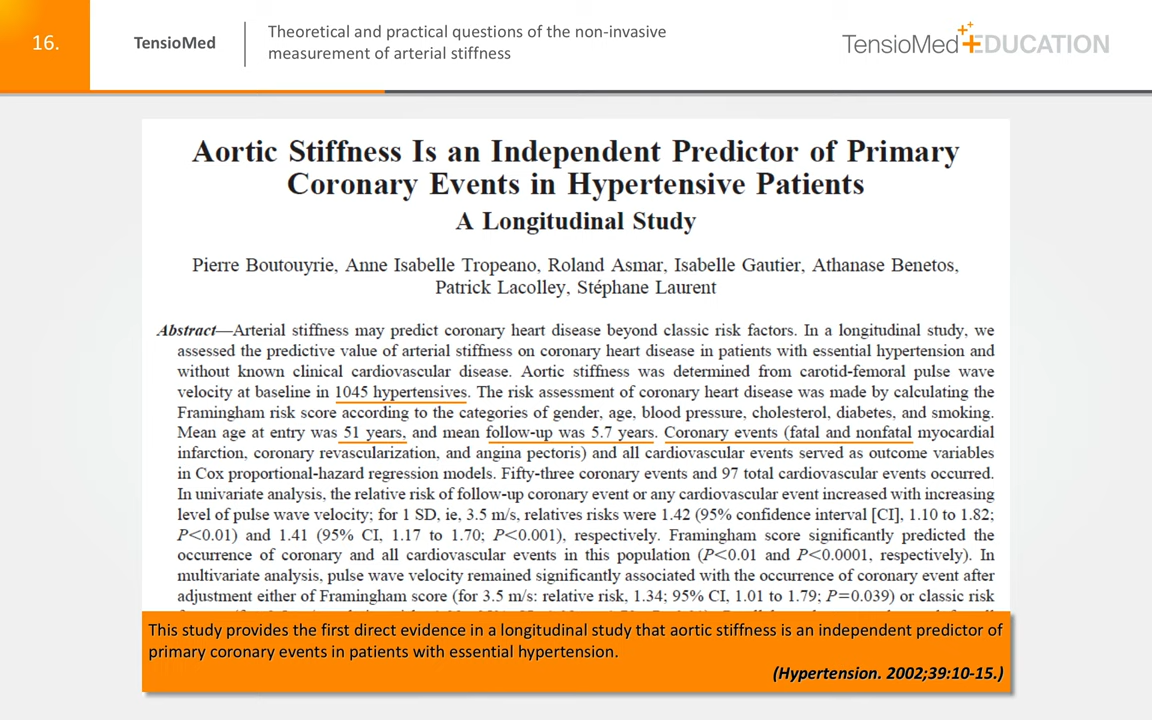 16.
TensioMed
Theoretical and practical questions of the non-invasive
measurement of arterial stiffness
TensioMed EDUCATION
Aortic Stiffness Is an Independent Predictor of Primary
Coronary Events in Hypertensive Patients
A Longitudinal Study
Pierre Boutouyrie, Anne Isabelle Tropeano, Roland Asmar, Isabelle Gautier, Athanase Benetos,
Patrick Lacolley, Stéphane Laurent
Abstract—Arterial stiffness may predict coronary heart disease beyond classic risk factors. In a longitudinal study, we
assessed the predictive value of arterial stiffness on coronary heart disease in patients with essential hypertension and
without known clinical cardiovascular disease. Aortic stiffness was determined from carotid-femoral pulse wave
velocity at baseline in 1045 hypertensives. The risk assessment of coronary heart disease was made by calculating the
Framingham risk score according to the categories of gender, age, blood pressure, cholesterol, diabetes, and smoking.
Mean age at entry was 51 years, and mean follow-up was 5.7 years. Coronary events (fatal and nonfatal myocardial
infarction, coronary revascularization, and angina pectoris) and all cardiovascular events served as outcome variables
in Cox proportional-hazard regression models. Fifty-three coronary events and 97 total cardiovascular events occurred.
In univariate analysis, the relative risk of follow-up coronary event or any cardiovascular event increased with increasing
level of pulse wave velocity; for 1 SD, ie, 3.5 m/s, relatives risks were 1.42 (95% confidence interval [CI], 1.10 to 1.82;
P<0.01) and 1.41 (95% CI, 1.17 to 1.70; P<0.001), respectively. Framingham score significantly predicted the
occurrence of coronary and all cardiovascular events in this population (P<0.01 and P<0.0001, respectively). In
multivariate analysis, pulse wave velocity remained significantly associated with the occurrence of coronary event after
adjustment either of Framingham score (for 3.5 m/s: relative risk, 1.34; 95% CI, 1.01 to 1.79; P=0.039) or classic risk
This study provides the first direct evidence in a longitudinal study that aortic stiffness is an independent predictor of
primary coronary events in patients with essential hypertension.
(Hypertension. 2002;39:10-15.)